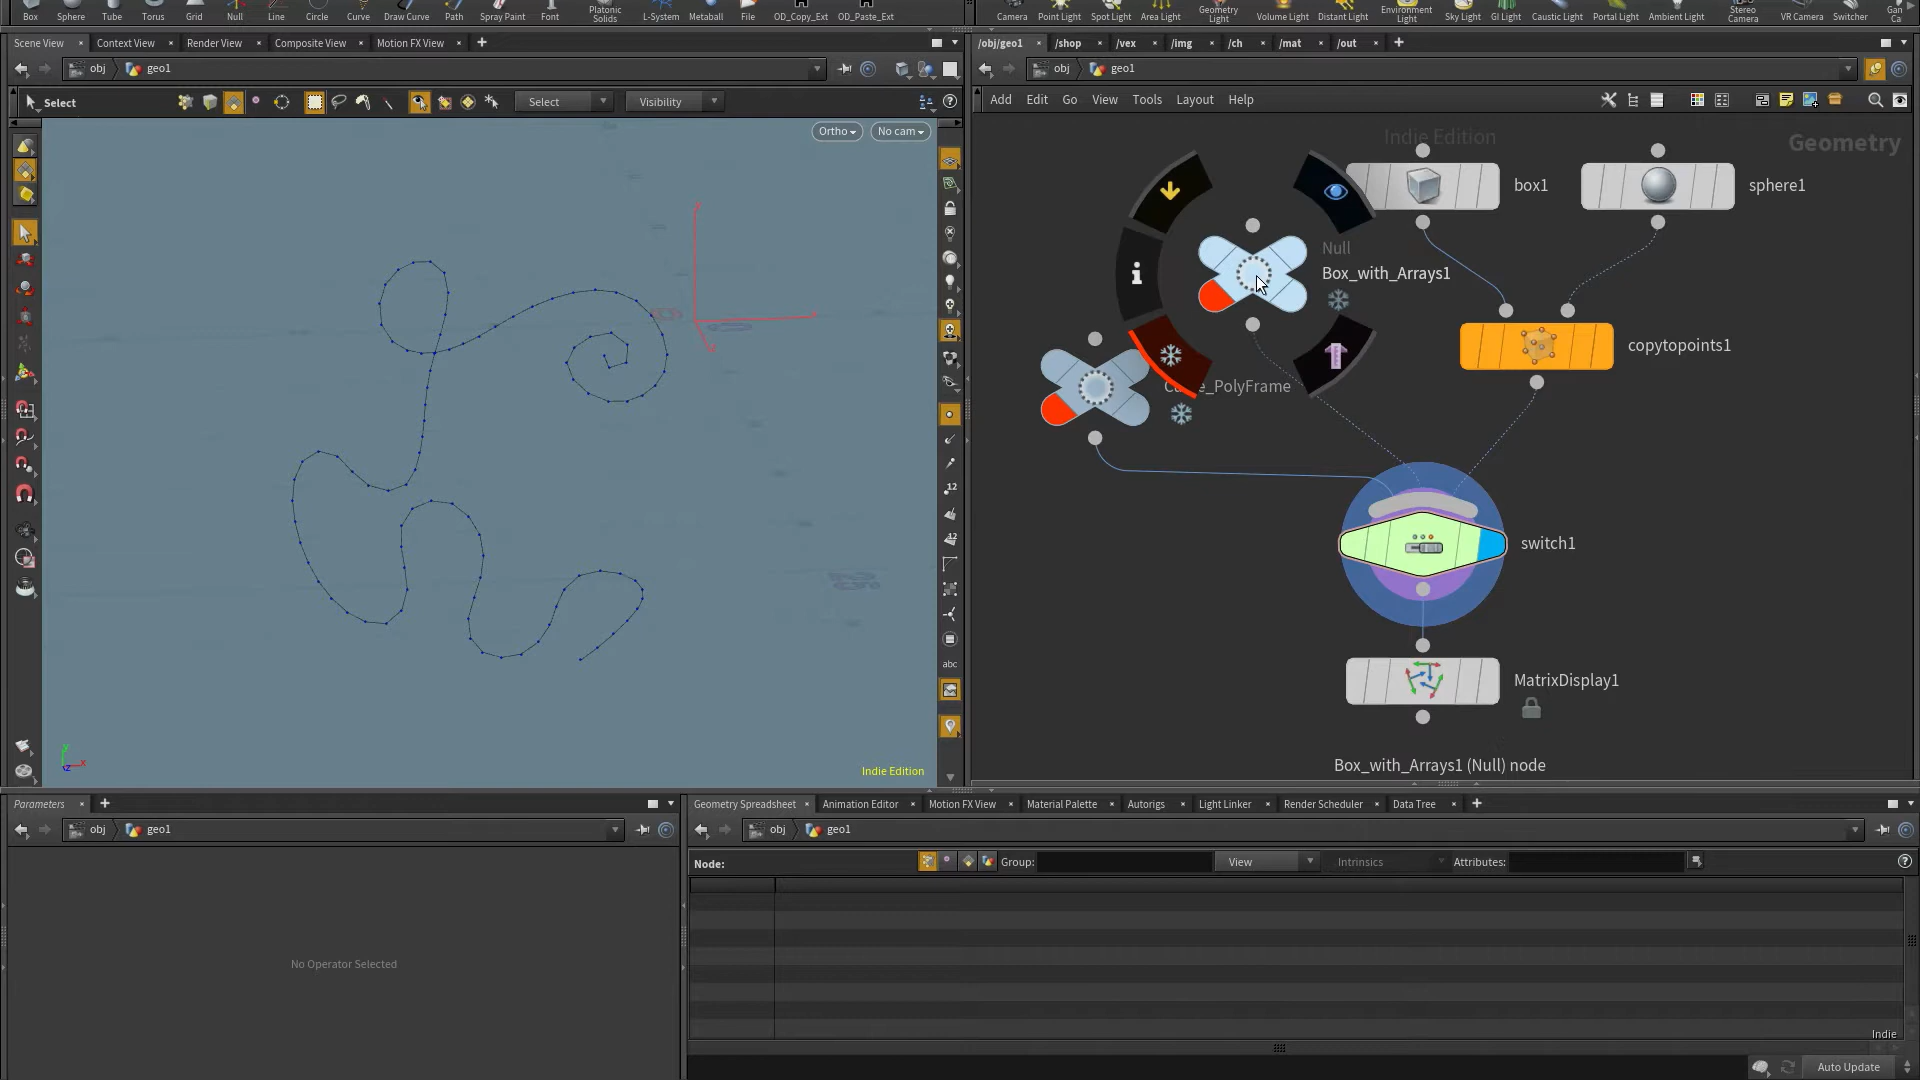 Box Sphere Tube Torus Grid Null Line Circle Curve Draw Curve Path Spray Paint Font Platonic Solids L-System Metaball File OD_Copy_Ext OD_Paste_Ext
Camera Point Light Spot Light Area Light Geometry Light Volume Light Distant Light Environment Light Sky Light GI Light Caustic Light Portal Light Ambient Light Stereo Camera VR Camera Switcher
Scene View Context View Render View Composite View Motion FX View
/obj/geo1 /shop /vex /img /ch /mat /out
obj geo1
obj geo1
Select Select Visibility
Add Edit Go View Tools Layout Help
Ortho No cam
Indie Edition
Geometry
box1
sphere1
Null
Box_with_Arrays1
copytopoints1
_PolyFrame
switch1
MatrixDisplay1
Box_with_Arrays1 (Null) node
12
12
abc
y
x
z
Indie Edition
Parameters
Geometry Spreadsheet Animation Editor Motion FX View Material Palette Autorigs Light Linker Render Scheduler Data Tree
obj geo1
obj geo1
Node: Group: View Intrinsics Attributes:
No Operator Selected
Indie
Auto Update